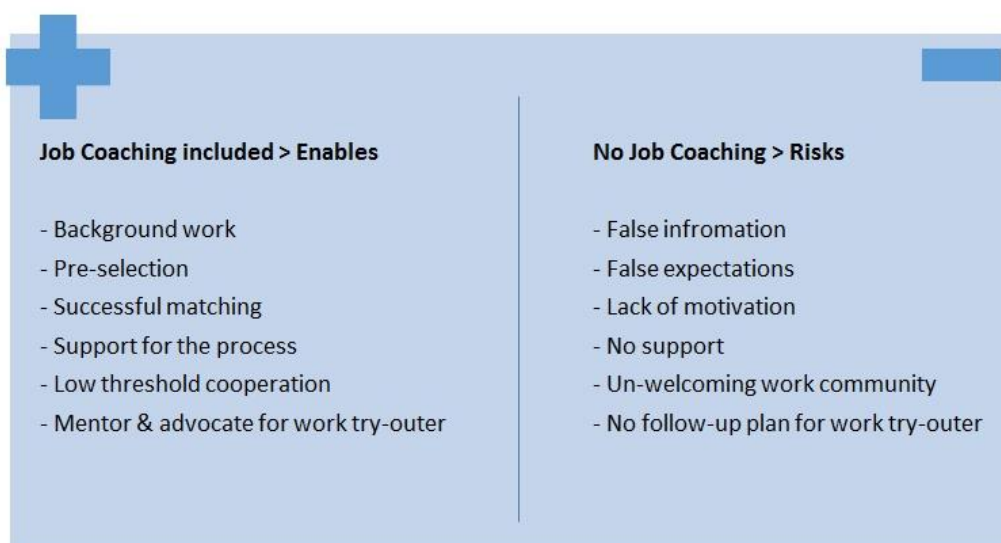 Job Coaching included > Enables
- Background work
- Pre-selection
- Successful matching
- Support for the process
- Low threshold cooperation
- Mentor & advocate for work try-outer
No Job Coaching > Risks
- False infromation
- False expectations
- Lack of motivation
- No support
- Un-welcoming work community
- No follow-up plan for work try-outer